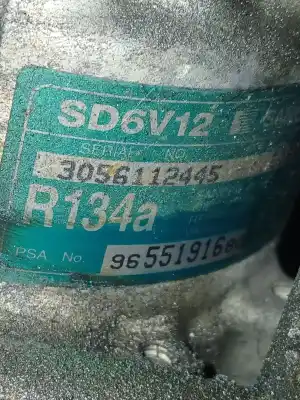 SD6V12
SERIAL NO.
3056112445
R134a
PSA No
96551916